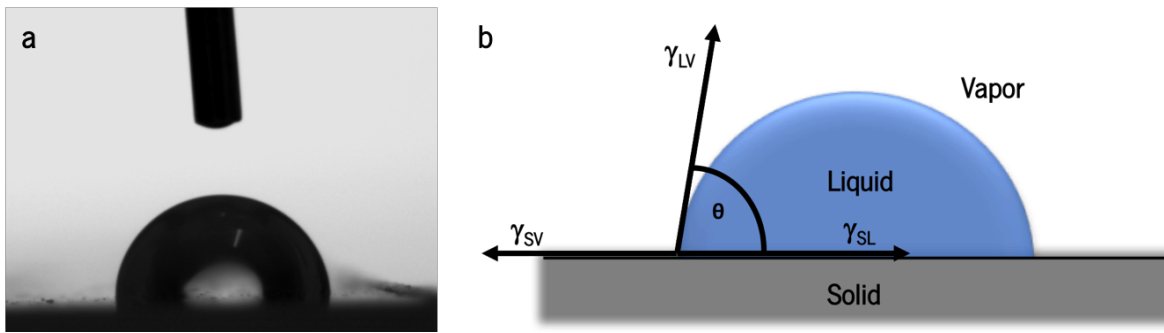 a
b
γLV
Vapor
Liquid
θ
γSV
γSL
Solid